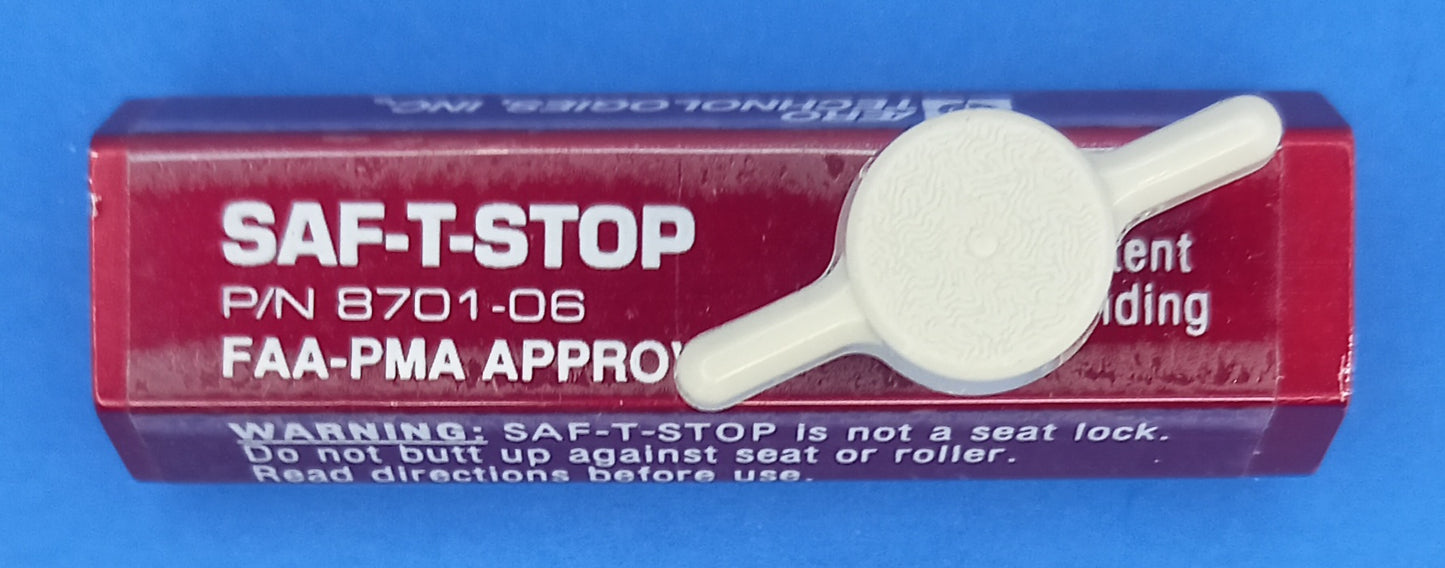 AERO
TECHNOLOGIES, INC.
SAF-T-STOP
P/N 8701-06
FAA-PMA APPROV
tent
iding
WARNING: SAF-T-STOP is not a seat lock.
Do not butt up against seat or roller.
Read directions before use.